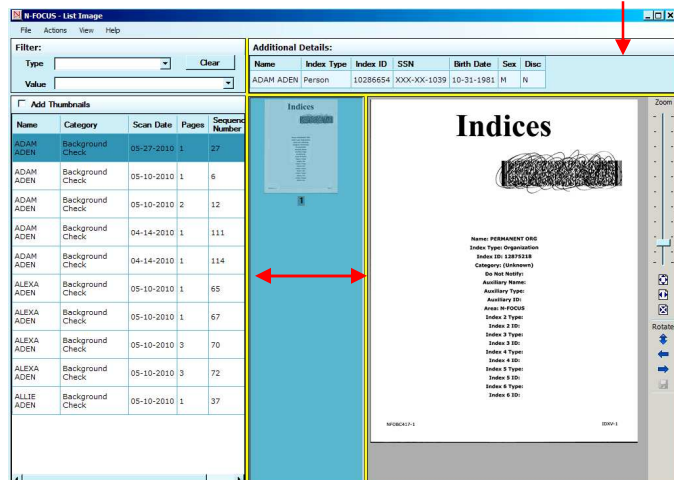 N-FOCUS - List Image
File Actions View Help
Filter:
Type
Clear
Value
Additional Details:
Name Index Type Index ID SSN Birth Date Sex Disc
ADAM ADEN Person 10286654 XXX-XX-1039 10-31-1981 M N
Add Thumbnails
Name Category Scan Date Pages Sequenc Number
ADAM ADEN Background Check 05-27-2010 1 27
ADAM ADEN Background Check 05-10-2010 1 6
ADAM ADEN Background Check 05-10-2010 2 12
ADAM ADEN Background Check 04-14-2010 1 111
ADAM ADEN Background Check 04-14-2010 1 114
ALEXA ADEN Background Check 05-10-2010 1 65
ALEXA ADEN Background Check 05-10-2010 1 67
ALEXA ADEN Background Check 05-10-2010 3 70
ALEXA ADEN Background Check 05-10-2010 3 72
ALLIE ADEN Background Check 05-10-2010 1 37
Indices
1
Indices
Name: PERMANENT ORG
Index Type: Organization
Index ID: 12875218
Category: (Unknown)
Do Not Notify:
Auxiliary Name:
Auxiliary Type:
Auxiliary ID:
Area: N-FOCUS
Index 2 Type:
Index 2 ID:
Index 3 Type:
Index 3 ID:
Index 4 Type:
Index 4 ID:
Index 5 Type:
Index 5 ID:
Index 6 Type:
Index 6 ID:
Zoom
Rotate